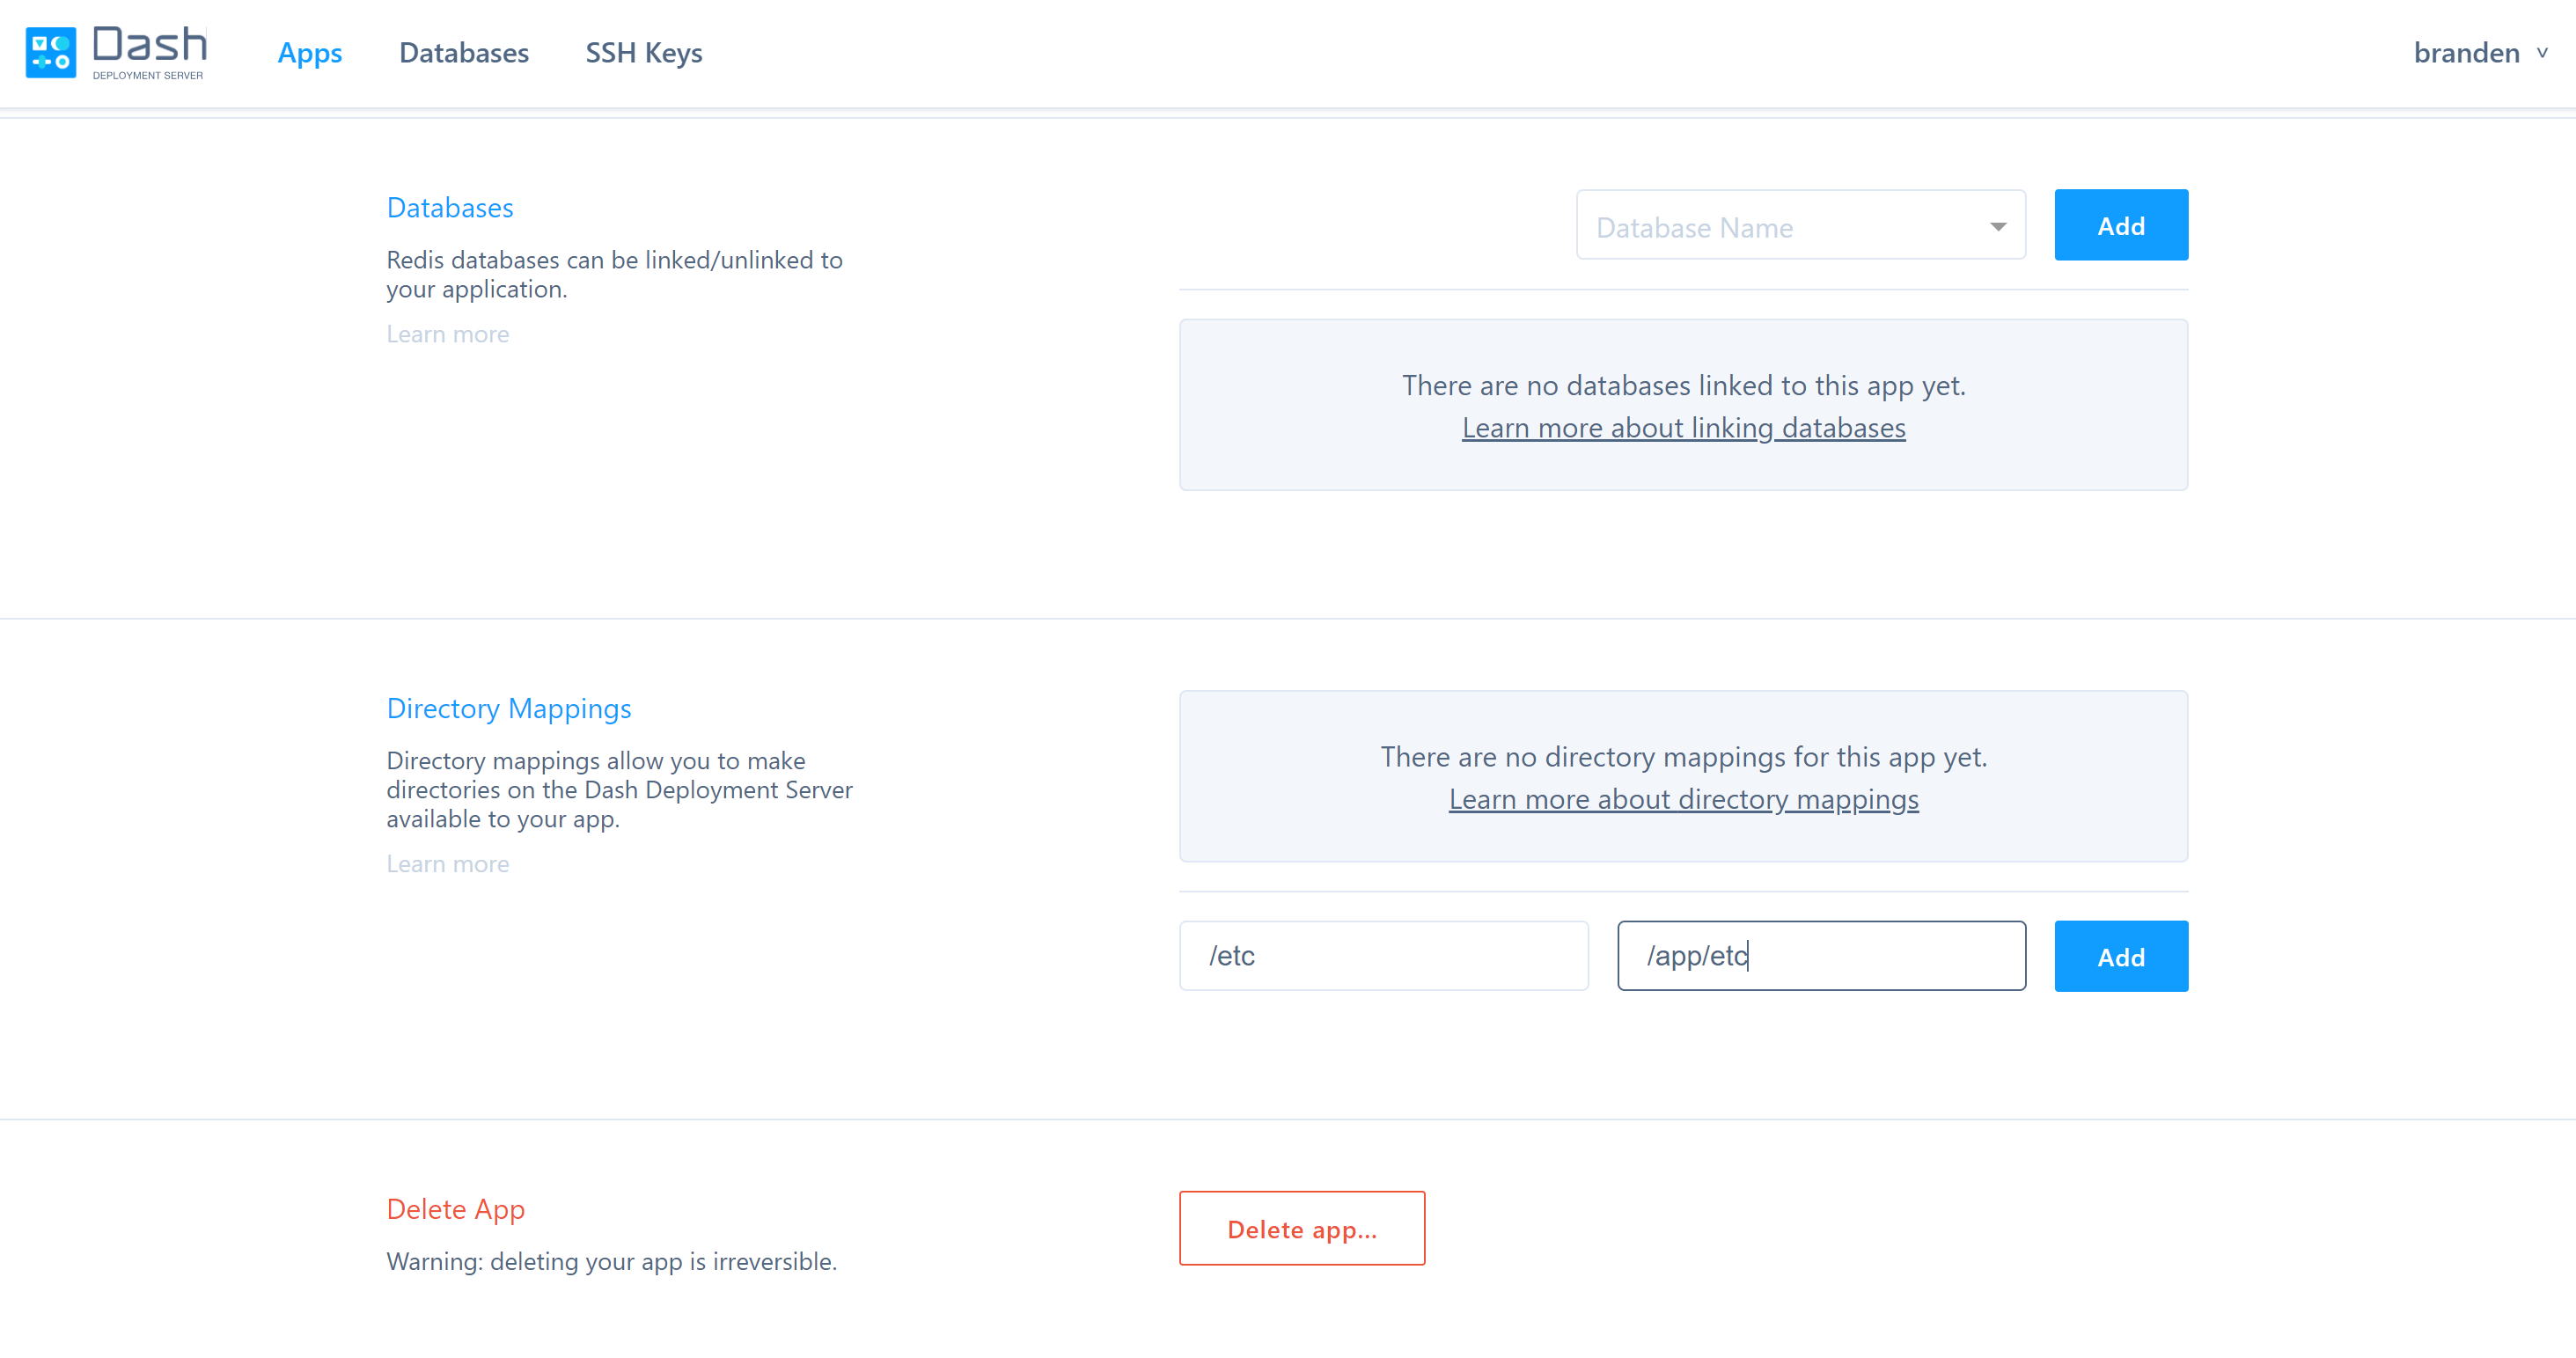 Dash
DEPLOYMENT SERVER
Apps
Databases
SSH Keys
branden
Databases
Redis databases can be linked/unlinked to
your application.
Learn more
Database Name
Add
There are no databases linked to this app yet.
Learn more about linking databases
Directory Mappings
Directory mappings allow you to make
directories on the Dash Deployment Server
available to your app.
Learn more
There are no directory mappings for this app yet.
Learn more about directory mappings
/etc
/app/etc
Add
Delete App
Warning: deleting your app is irreversible.
Delete app...